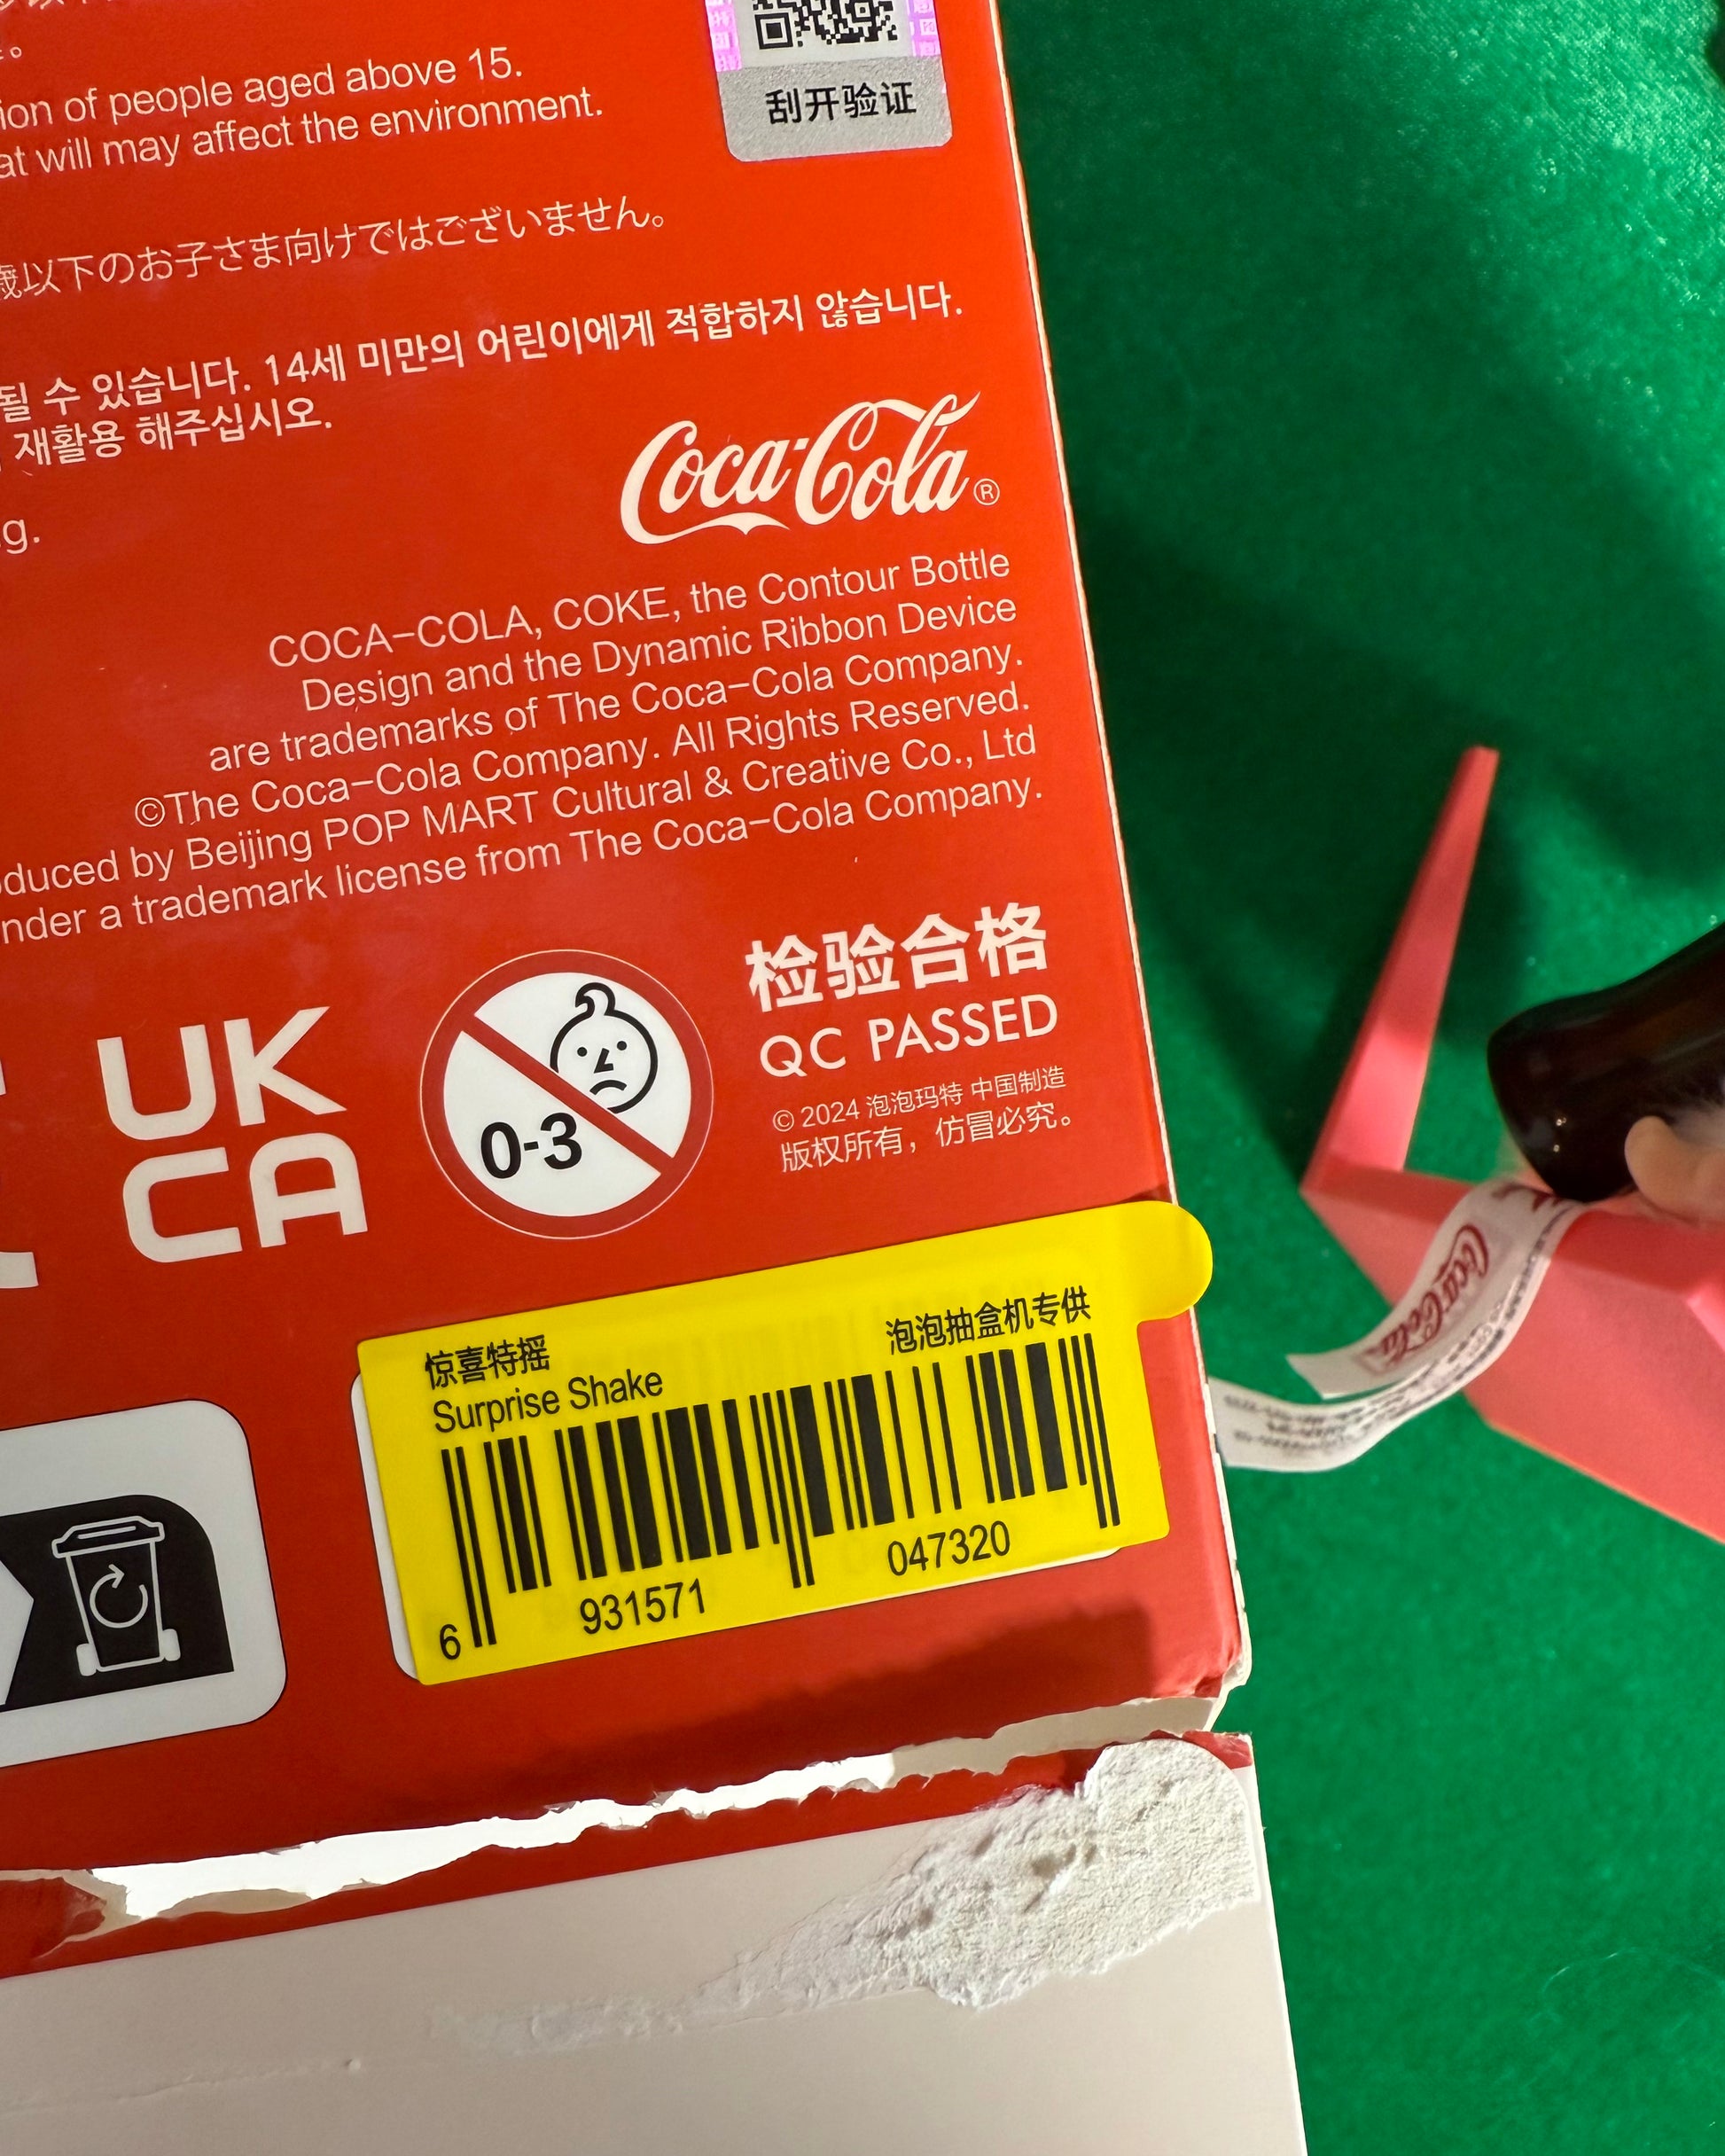 刮开验证
ion of people aged above 15.
at will may affect the environment.
歳以下のお子さま向けではございません。
될 수 있습니다. 14세 미만의 어린이에게 적합하지 않습니다.
재활용 해주십시오.
g.
Coca-Cola®
COCA-COLA, COKE, the Contour Bottle
Design and the Dynamic Ribbon Device
are trademarks of The Coca-Cola Company.
©The Coca-Cola Company. All Rights Reserved.
oduced by Beijing POP MART Cultural & Creative Co., Ltd
nder a trademark license from The Coca-Cola Company.
检验合格
QC PASSED
© 2024 泡泡玛特 中国制造
版权所有，仿冒必究。
UK
CA
0-3
惊喜特摇 泡泡抽盒机专供
Surprise Shake
6 931571 047320
Coca-Cola